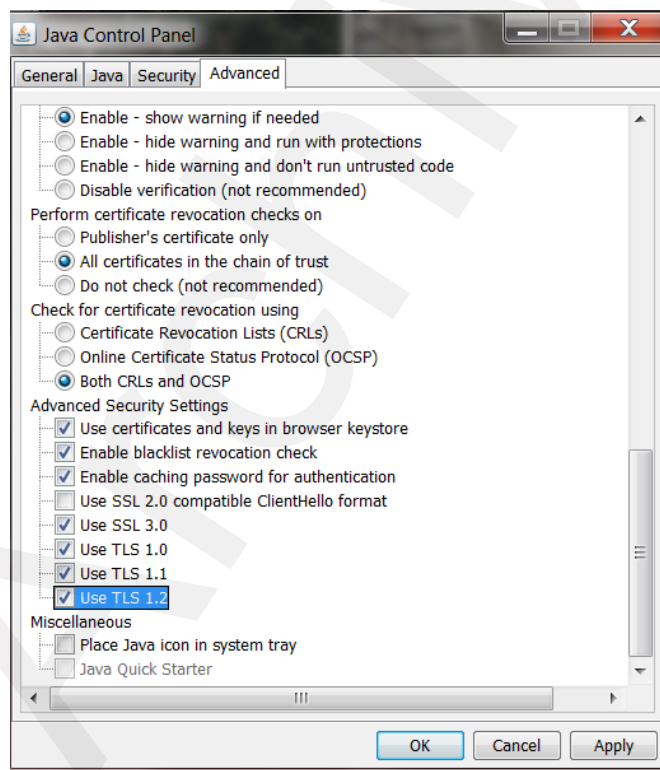 Java Control Panel
General Java Security Advanced
Enable - show warning if needed
Enable - hide warning and run with protections
Enable - hide warning and don't run untrusted code
Disable verification (not recommended)
Perform certificate revocation checks on
Publisher's certificate only
All certificates in the chain of trust
Do not check (not recommended)
Check for certificate revocation using
Certificate Revocation Lists (CRLs)
Online Certificate Status Protocol (OCSP)
Both CRLs and OCSP
Advanced Security Settings
Use certificates and keys in browser keystore
Enable blacklist revocation check
Enable caching password for authentication
Use SSL 2.0 compatible ClientHello format
Use SSL 3.0
Use TLS 1.0
Use TLS 1.1
Use TLS 1.2
Miscellaneous
Place Java icon in system tray
Java Quick Starter
OK Cancel Apply